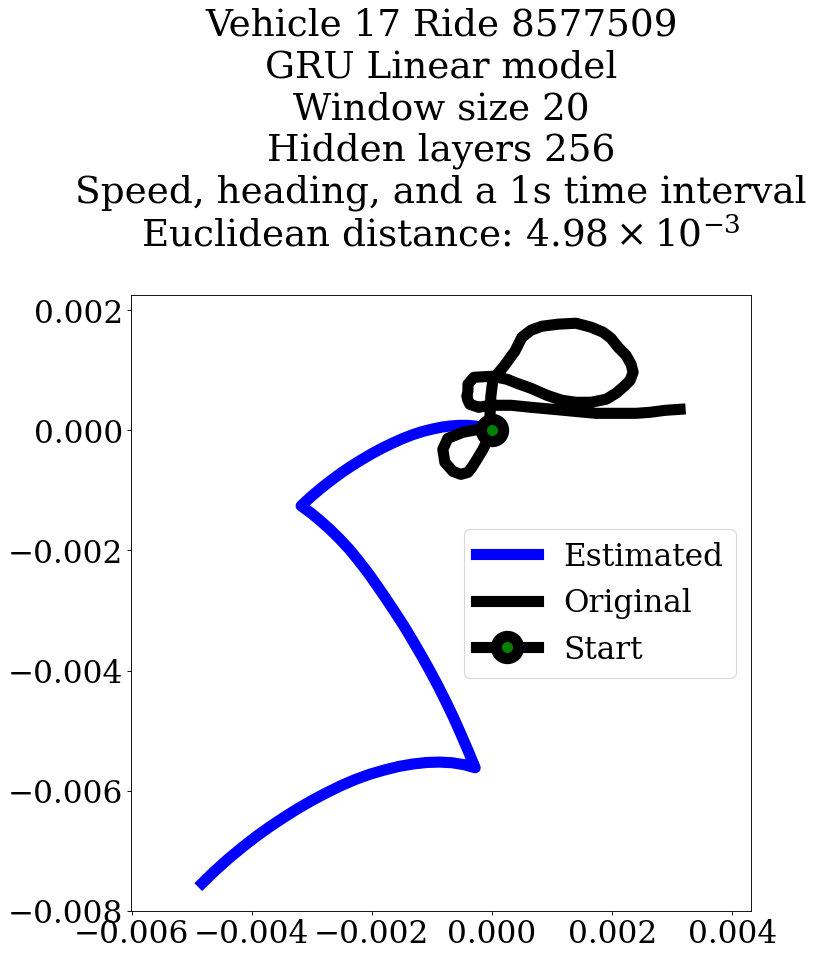 Vehicle 17 Ride 8577509
GRU Linear model
Window size 20
Hidden layers 256
Speed, heading, and a 1s time interval
Euclidean distance: 4.98 × 10⁻³
0.002
0.000
−0.002
−0.004
−0.006
−0.008
Estimated
Original
Start
−0.006 −0.004 −0.002 0.000 0.002 0.004